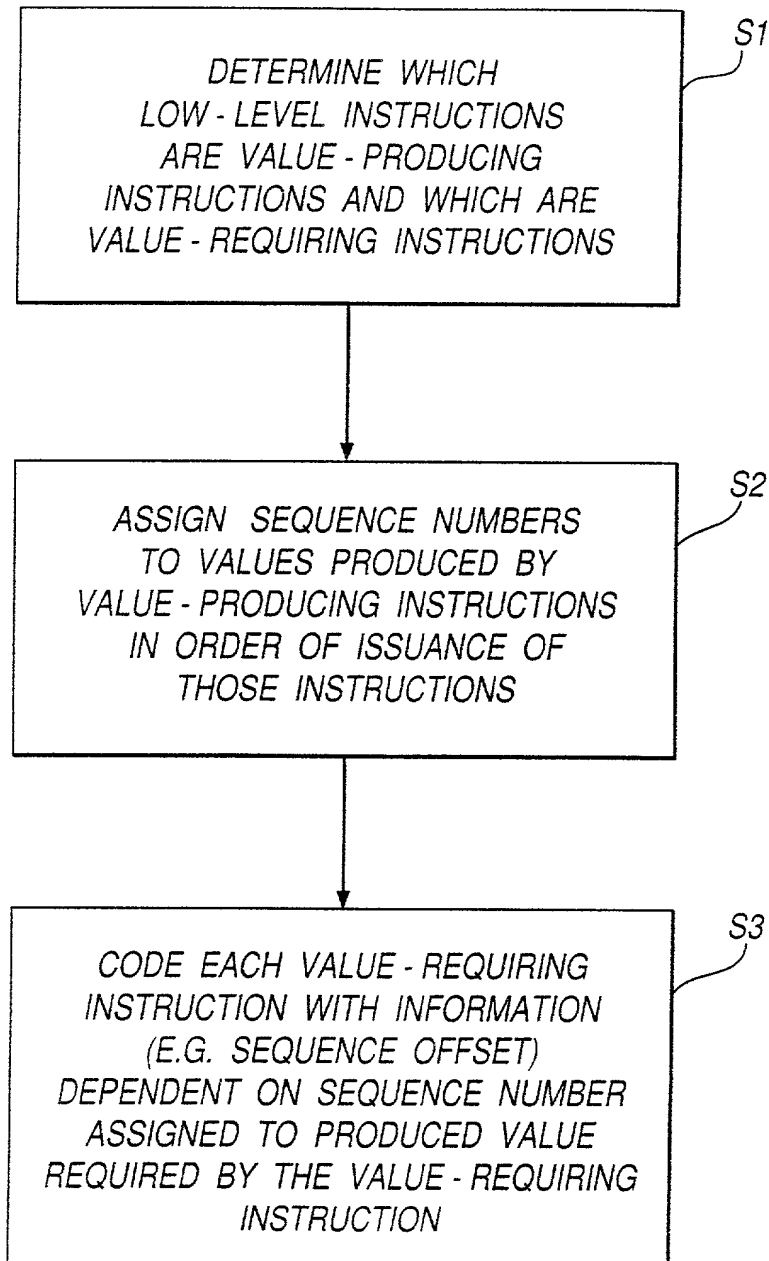 S1
DETERMINE WHICH
LOW - LEVEL INSTRUCTIONS
ARE VALUE - PRODUCING
INSTRUCTIONS AND WHICH ARE
VALUE - REQUIRING INSTRUCTIONS
S2
ASSIGN SEQUENCE NUMBERS
TO VALUES PRODUCED BY
VALUE - PRODUCING INSTRUCTIONS
IN ORDER OF ISSUANCE OF
THOSE INSTRUCTIONS
S3
CODE EACH VALUE - REQUIRING
INSTRUCTION WITH INFORMATION
(E.G. SEQUENCE OFFSET)
DEPENDENT ON SEQUENCE NUMBER
ASSIGNED TO PRODUCED VALUE
REQUIRED BY THE VALUE - REQUIRING
INSTRUCTION